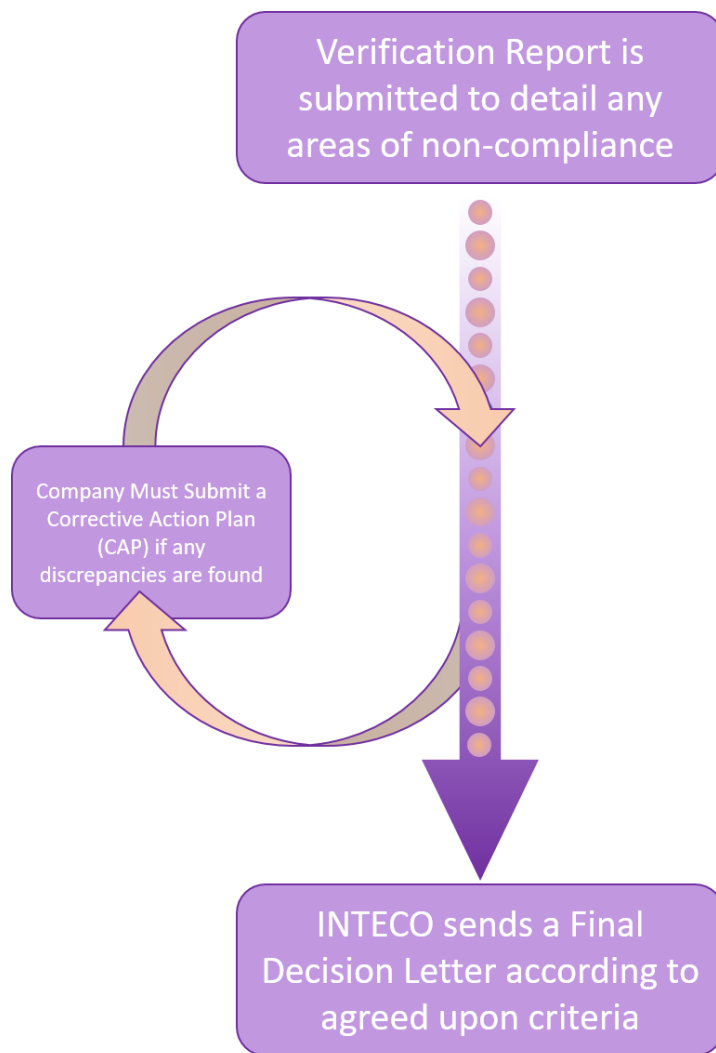 Verification Report is
submitted to detail any
areas of non-compliance
Company Must Submit a
Corrective Action Plan
(CAP) if any
discrepancies are found
INTECO sends a Final
Decision Letter according to
agreed upon criteria